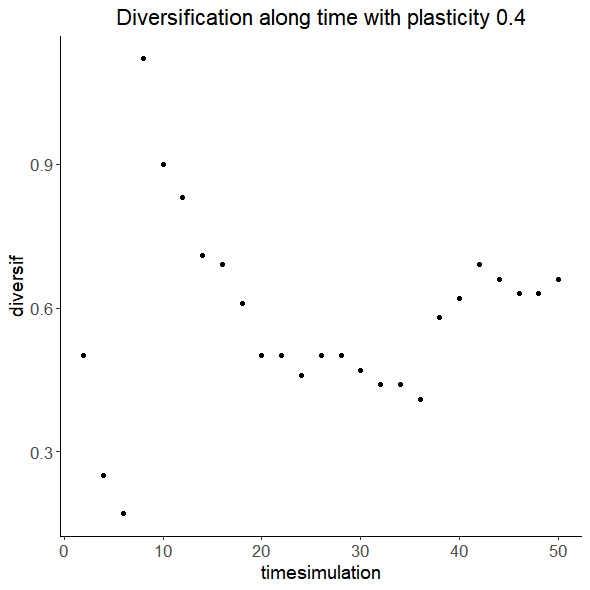 Diversification along time with plasticity 0.4
diversif
0.9
0.6
0.3
0 10 20 30 40 50
timesimulation